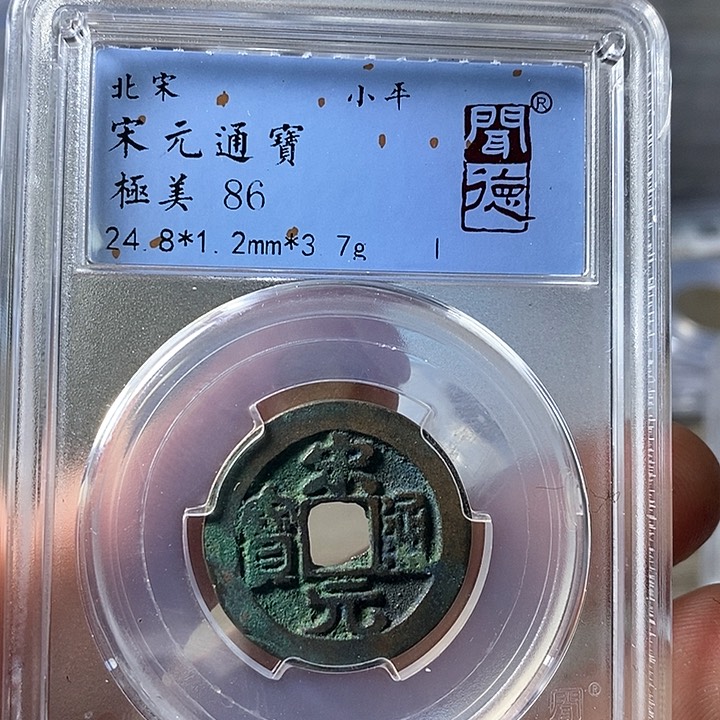 北宋 小平
宋元通寶
極美 86
24.8*1.2mm*3 7g
聞德®
宋元通寶
聞 ®